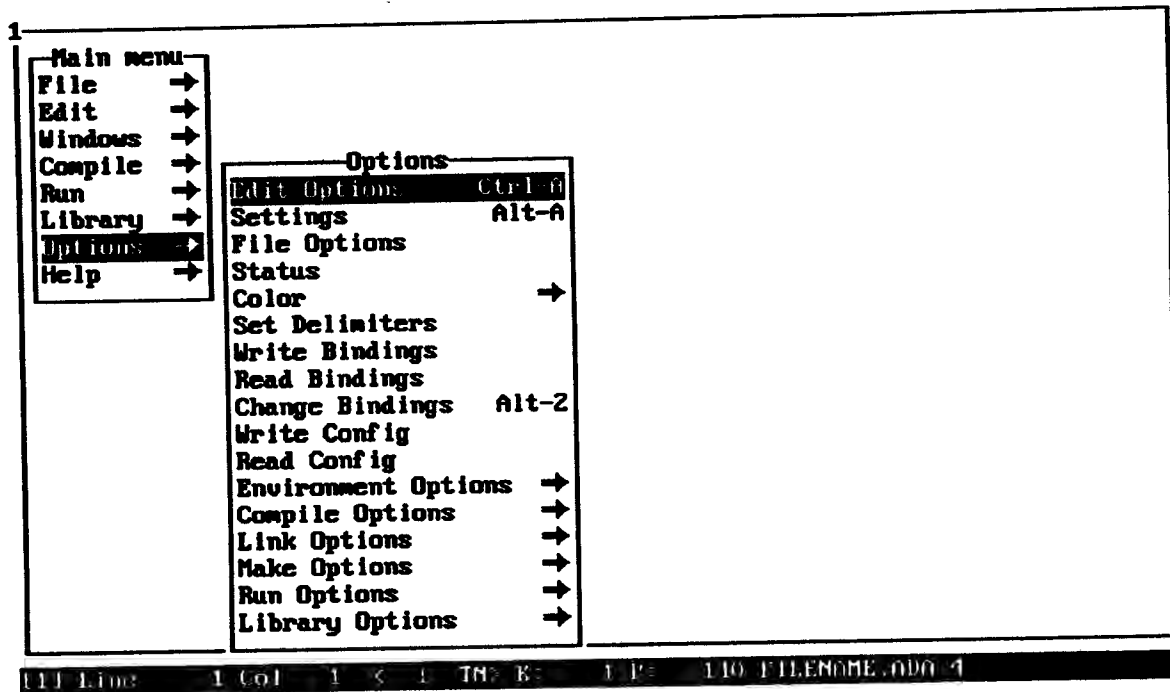 1
Main menu
File →
Edit →
Windows →
Compile →
Run →
Library →
Options →
Help →
Options
Edit Options Ctrl-A
Settings Alt-A
File Options
Status
Color →
Set Delimiters
Write Bindings
Read Bindings
Change Bindings Alt-Z
Write Config
Read Config
Environment Options →
Compile Options →
Link Options →
Make Options →
Run Options →
Library Options →
Line 1 Col 1 FILENAME.ADA